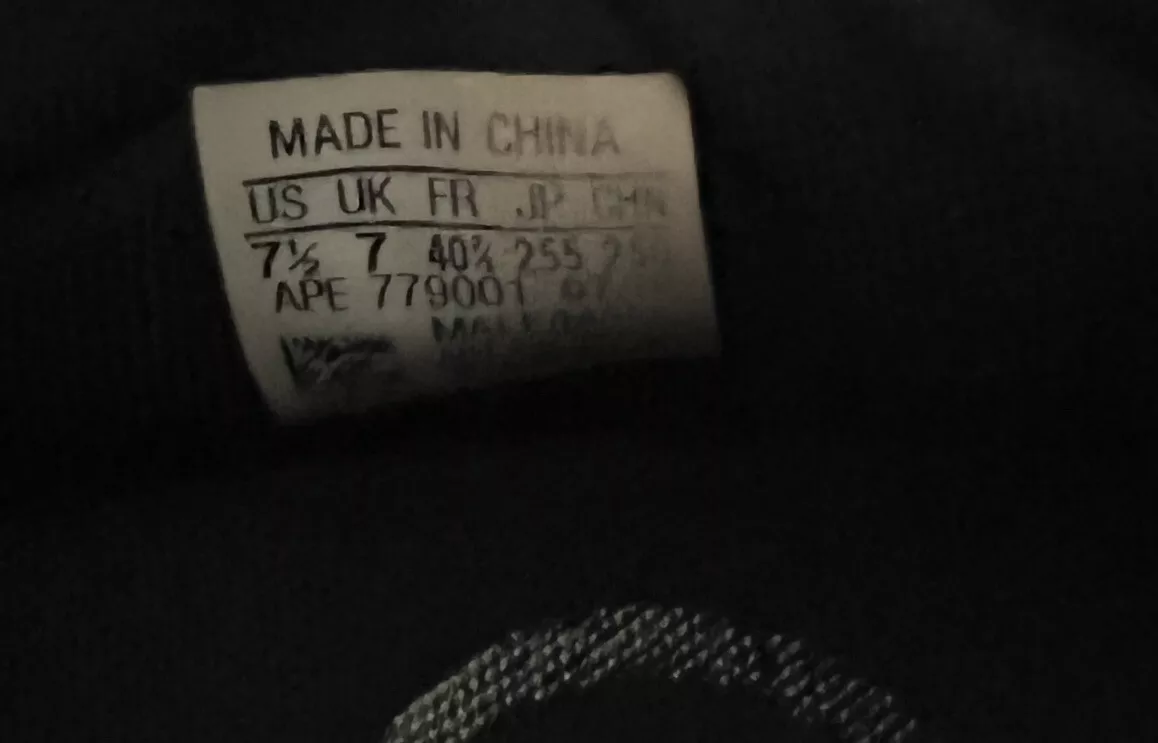 MADE IN CHINA
US UK FR JP CHN
7½ 7 40⅔ 255
APE 779001